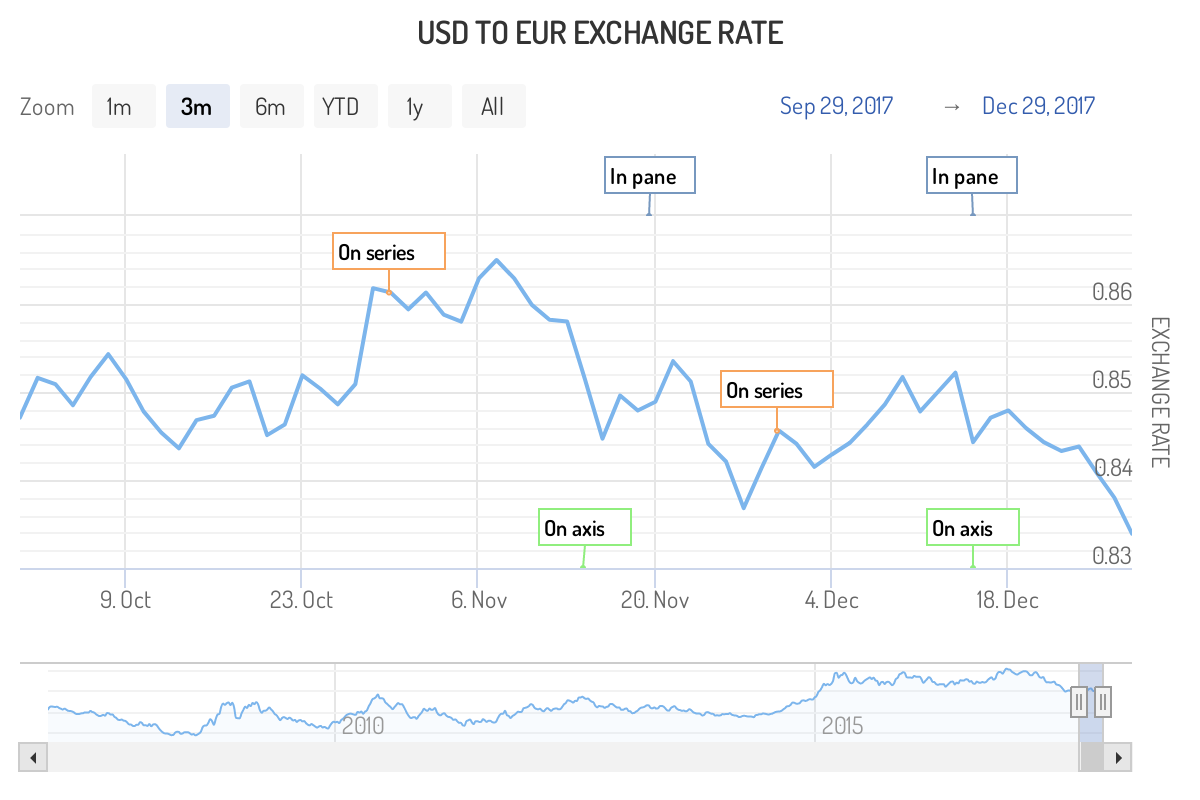 USD TO EUR EXCHANGE RATE
Zoom 1m 3m 6m YTD 1y All Sep 29, 2017 → Dec 29, 2017
In pane In pane
On series
0.86
0.85
On series
0.84
On axis On axis
0.83
EXCHANGE RATE
9. Oct 23. Oct 6. Nov 20. Nov 4. Dec 18. Dec
2010 2015